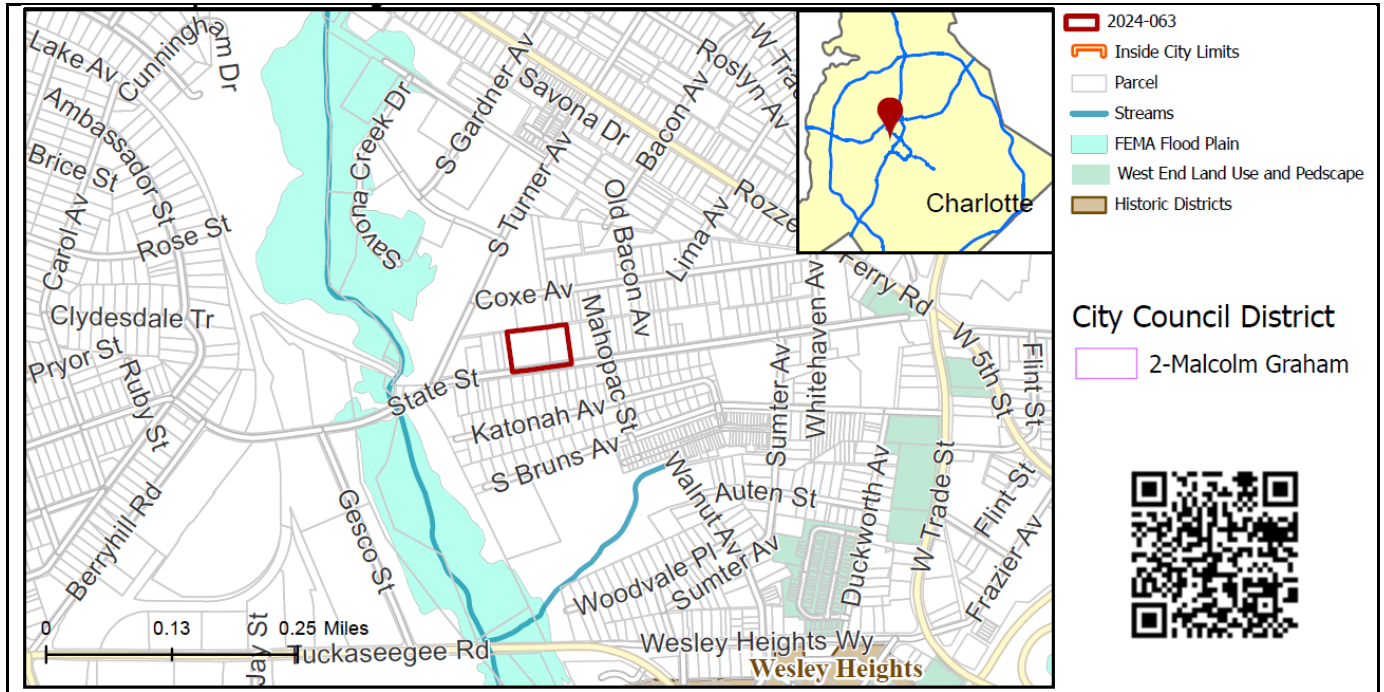 Lake Av
Cunningham Dr
Ambassador St
Brice St
Carol Av
Rose St
Clydesdale Tr
Pryor St
Ruby St
Berryhill Rd
Savona Creek Dr
S Gardner Av
Savona Dr
S Turner Av
Bacon Av
Roslyn Av
W Tra
Rozze
Ferry Rd
Old Bacon Av
Lima Av
Coxe Av
Mahopac St
State St
Katonah Av
S Bruns Av
Whitehaven Av
Sumter Av
Walnut Av
Auten St
Duckworth Av
W Trade St
W 5th St
Flint St
Flint St
Frazier Av
Woodvale Pl
Sumter Av
Gesco St
Jay St
Tuckaseegee Rd
Wesley Heights Wy
Wesley Heights
0
0.13
0.25 Miles
Charlotte
2024-063
Inside City Limits
Parcel
Streams
FEMA Flood Plain
West End Land Use and Pedscape
Historic Districts
City Council District
2-Malcolm Graham